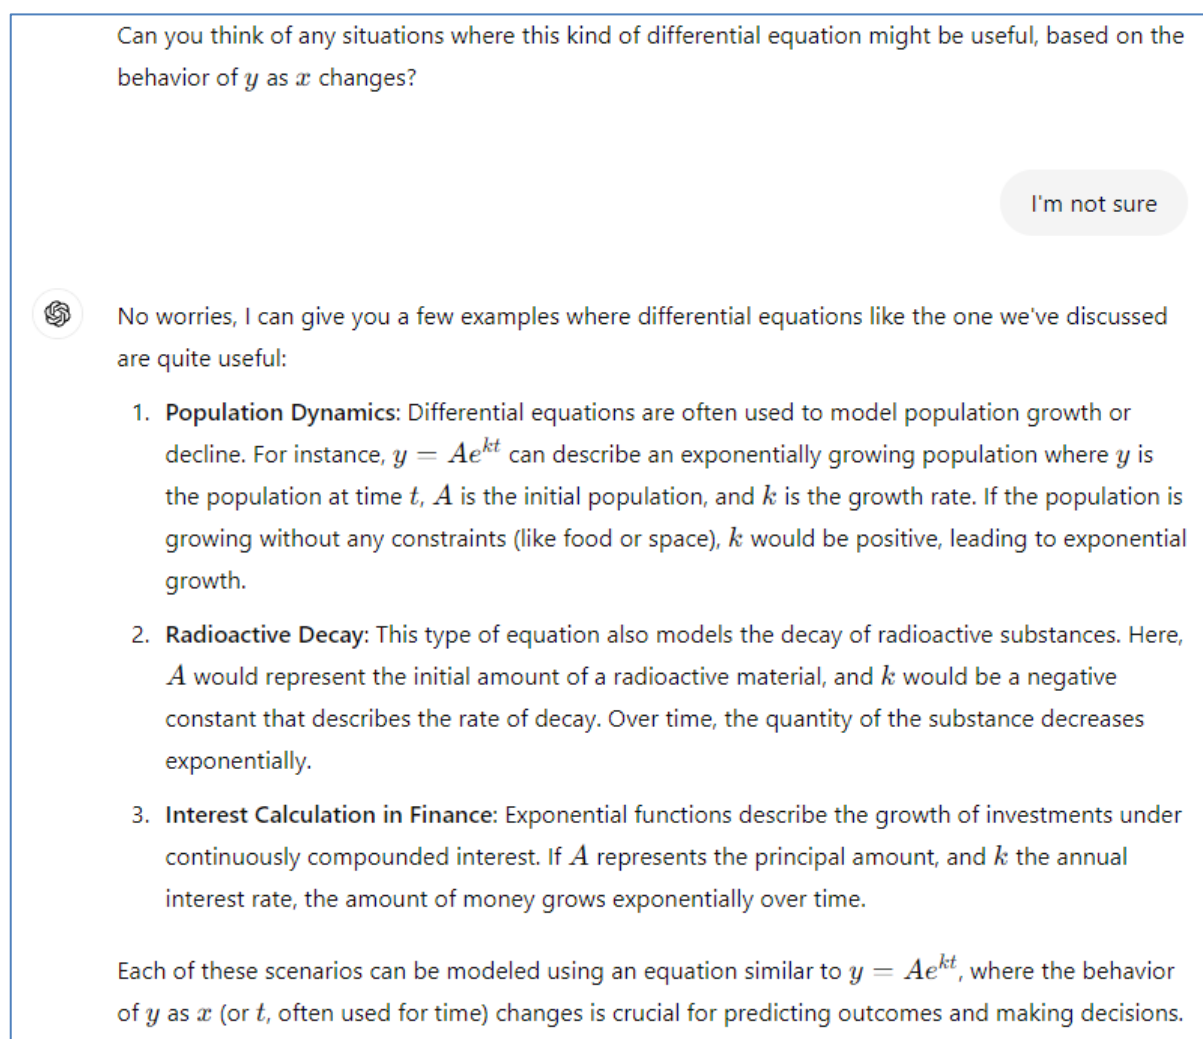 Can you think of any situations where this kind of differential equation might be useful, based on the
behavior of y as x changes?
I'm not sure
No worries, I can give you a few examples where differential equations like the one we've discussed
are quite useful:
1. Population Dynamics: Differential equations are often used to model population growth or
decline. For instance, y = Ae^{kt} can describe an exponentially growing population where y is
the population at time t, A is the initial population, and k is the growth rate. If the population is
growing without any constraints (like food or space), k would be positive, leading to exponential
growth.
2. Radioactive Decay: This type of equation also models the decay of radioactive substances. Here,
A would represent the initial amount of a radioactive material, and k would be a negative
constant that describes the rate of decay. Over time, the quantity of the substance decreases
exponentially.
3. Interest Calculation in Finance: Exponential functions describe the growth of investments under
continuously compounded interest. If A represents the principal amount, and k the annual
interest rate, the amount of money grows exponentially over time.
Each of these scenarios can be modeled using an equation similar to y = Ae^{kt}, where the behavior
of y as x (or t, often used for time) changes is crucial for predicting outcomes and making decisions.